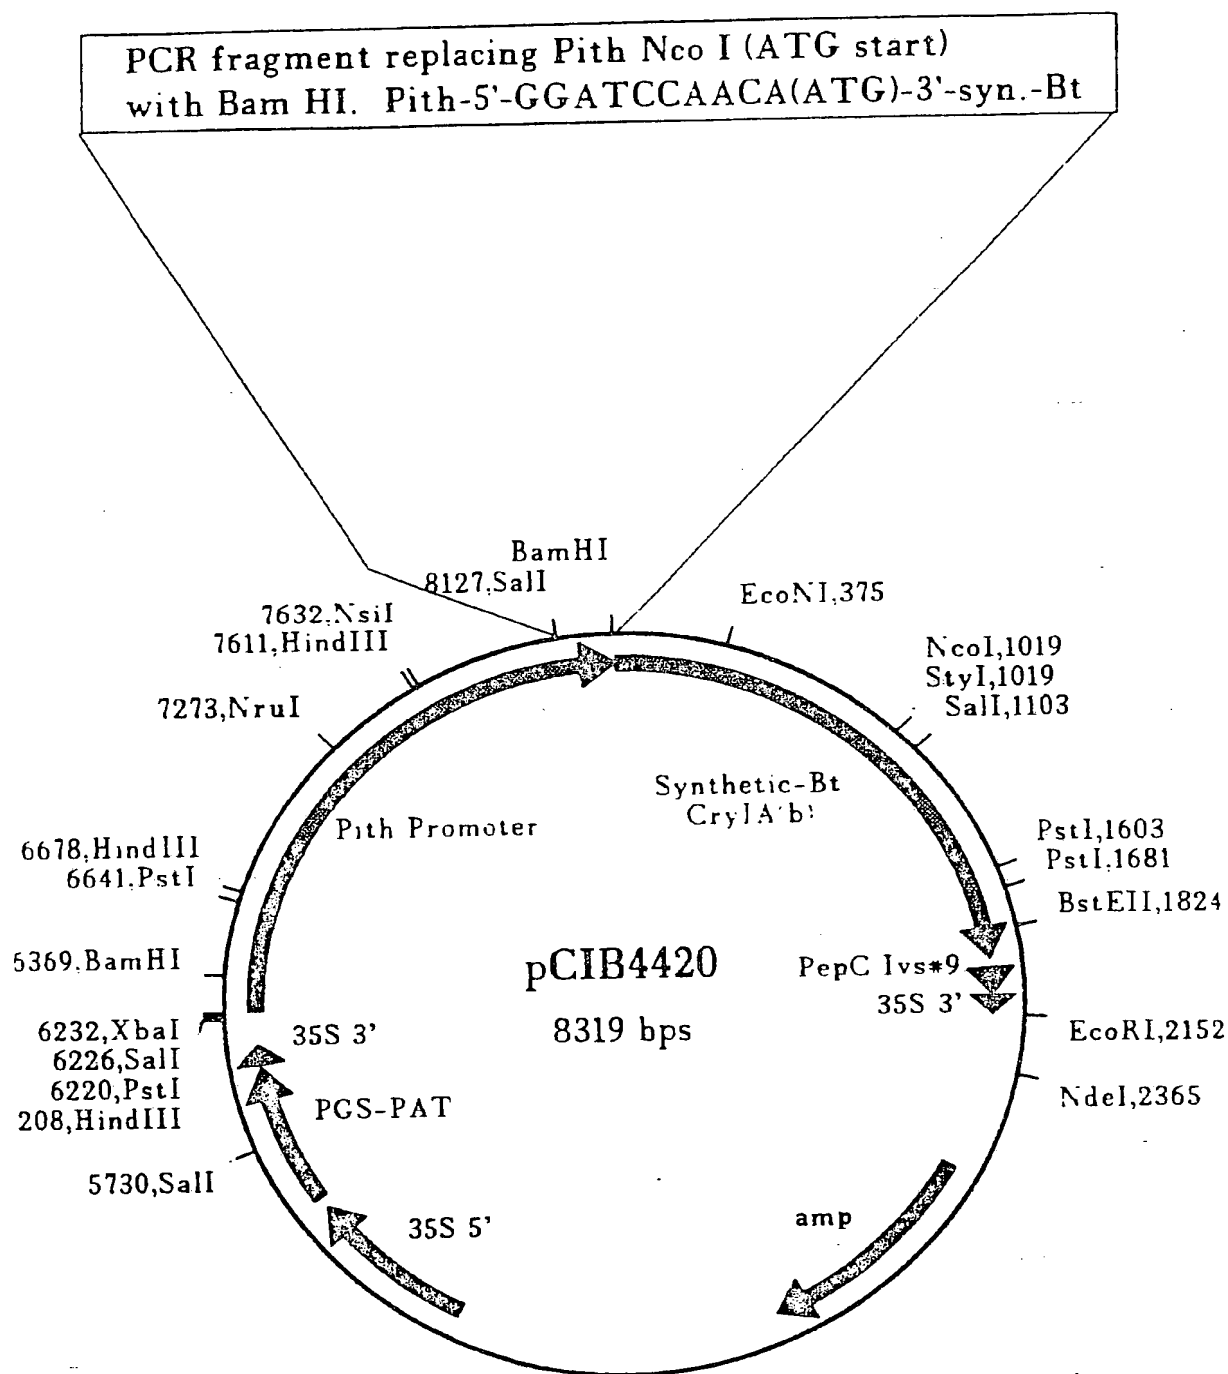 PCR fragment replacing Pith Nco I (ATG start)
with Bam HI. Pith-5'-GGATCCAACA(ATG)-3'-syn.-Bt
BamHI
8127,SalI
EcoNI,375
7632,NsiI
7611,HindIII
NcoI,1019
StyI,1019
SalI,1103
7273,NruI
Synthetic-Bt
CryIA(b)
Pith Promoter
PstI,1603
PstI,1681
6678,HindIII
6641,PstI
BstEII,1824
5369,BamHI
pCIB4420
PepC Ivs#9
35S 3'
8319 bps
6232,XbaI
6226,SalI
6220,PstI
208,HindIII
35S 3'
EcoRI,2152
PGS-PAT
NdeI,2365
5730,SalI
35S 5'
amp